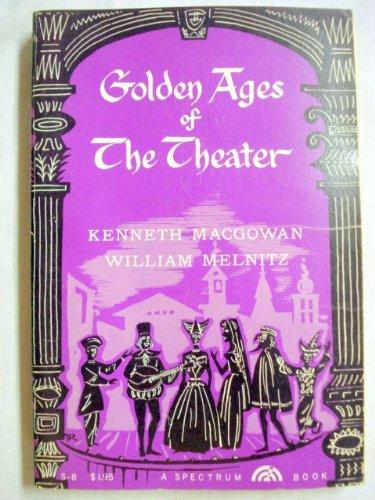 Golden Ages
of
The Theater
KENNETH MACGOWAN
WILLIAM MELNITZ
S-8 $1.95 A SPECTRUM BOOK